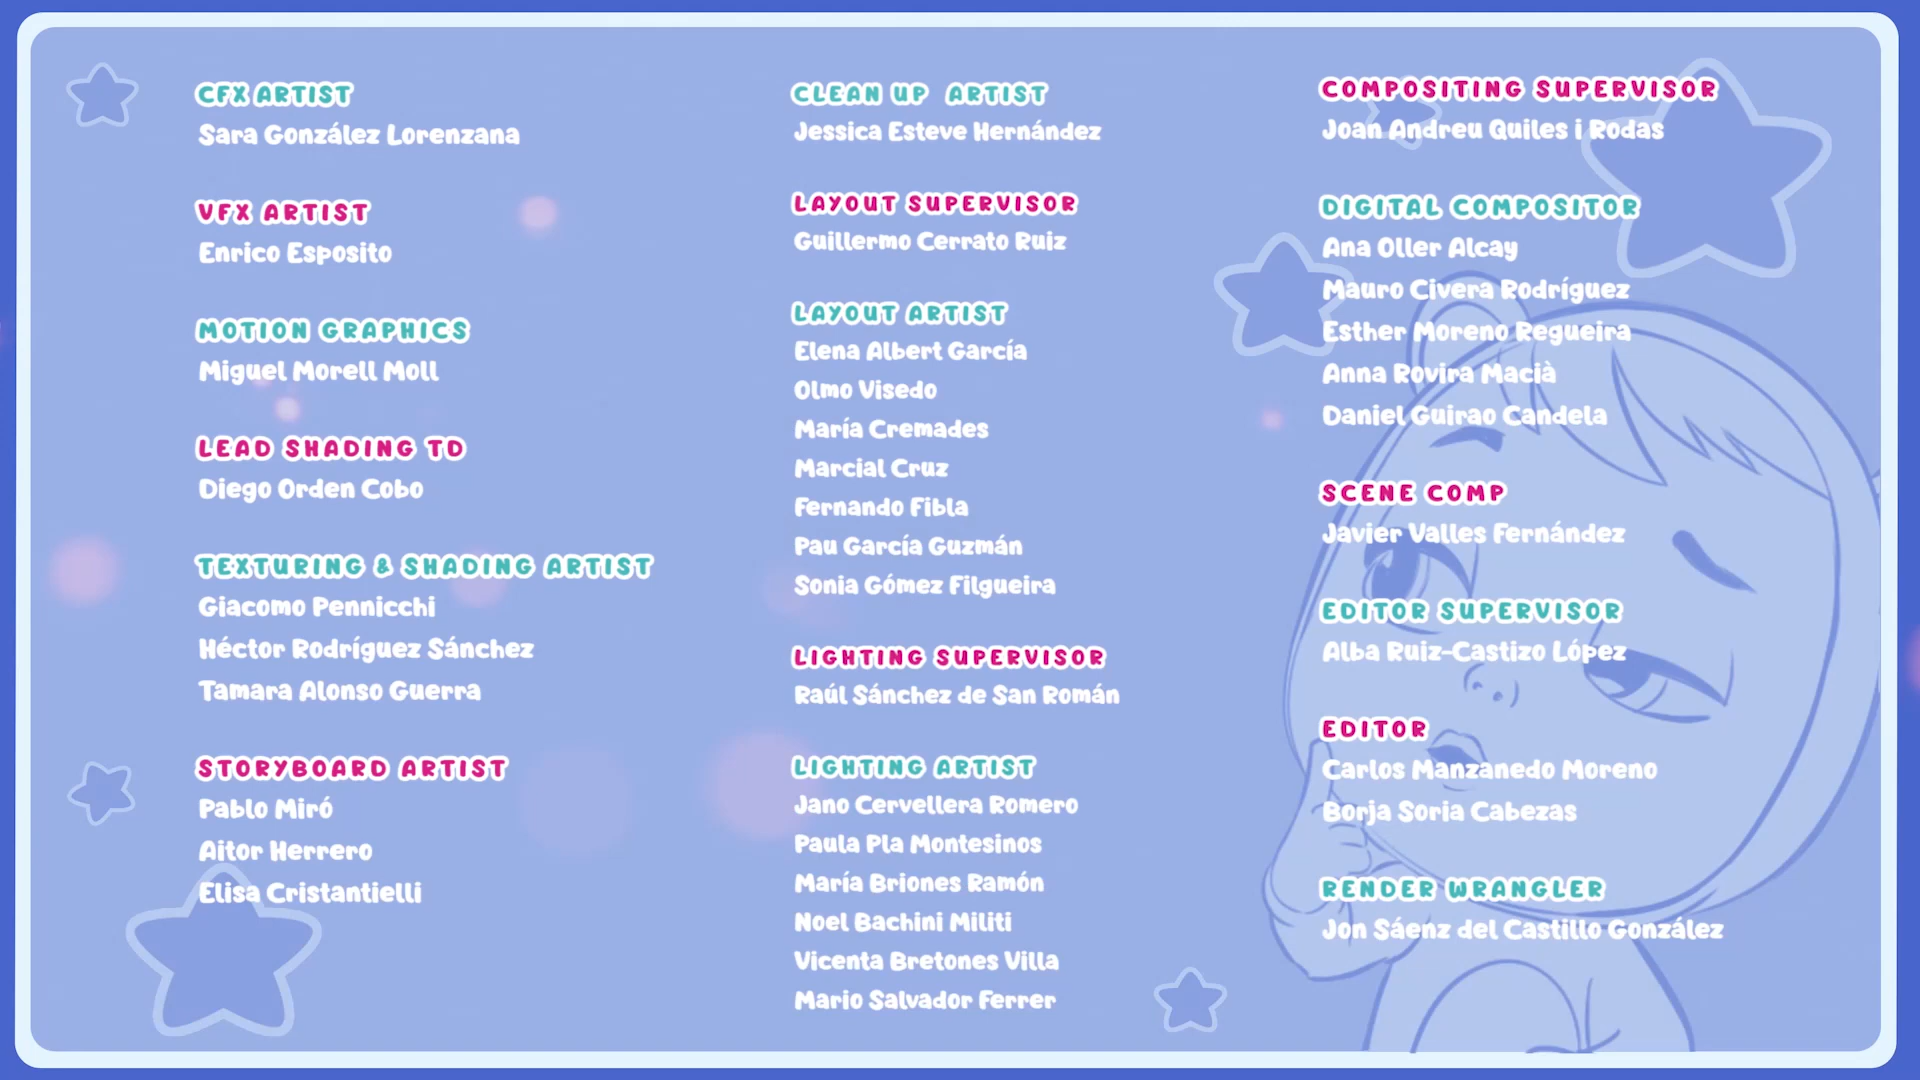 CFX ARTIST
Sara González Lorenzana
VFX ARTIST
Enrico Esposito
MOTION GRAPHICS
Miguel Morell Moll
LEAD SHADING TD
Diego Orden Cobo
TEXTURING & SHADING ARTIST
Giacomo Pennicchi
Héctor Rodríguez Sánchez
Tamara Alonso Guerra
STORYBOARD ARTIST
Pablo Miró
Aitor Herrero
Elisa Cristantielli
CLEAN UP ARTIST
Jessica Esteve Hernández
LAYOUT SUPERVISOR
Guillermo Cerrato Ruiz
LAYOUT ARTIST
Elena Albert García
Olmo Visedo
María Cremades
Marcial Cruz
Fernando Fibla
Pau García Guzmán
Sonia Gómez Filgueira
LIGHTING SUPERVISOR
Raúl Sánchez de San Román
LIGHTING ARTIST
Jano Cervellera Romero
Paula Pla Montesinos
María Briones Ramón
Noel Bachini Militi
Vicenta Bretones Villa
Mario Salvador Ferrer
COMPOSITING SUPERVISOR
Joan Andreu Quiles i Rodas
DIGITAL COMPOSITOR
Ana Oller Alcay
Mauro Civera Rodríguez
Esther Moreno Regueira
Anna Rovira Macià
Daniel Guirao Candela
SCENE COMP
Javier Valles Fernández
EDITOR SUPERVISOR
Alba Ruiz-Castizo López
EDITOR
Carlos Manzanedo Moreno
Borja Soria Cabezas
RENDER WRANGLER
Jon Sáenz del Castillo González